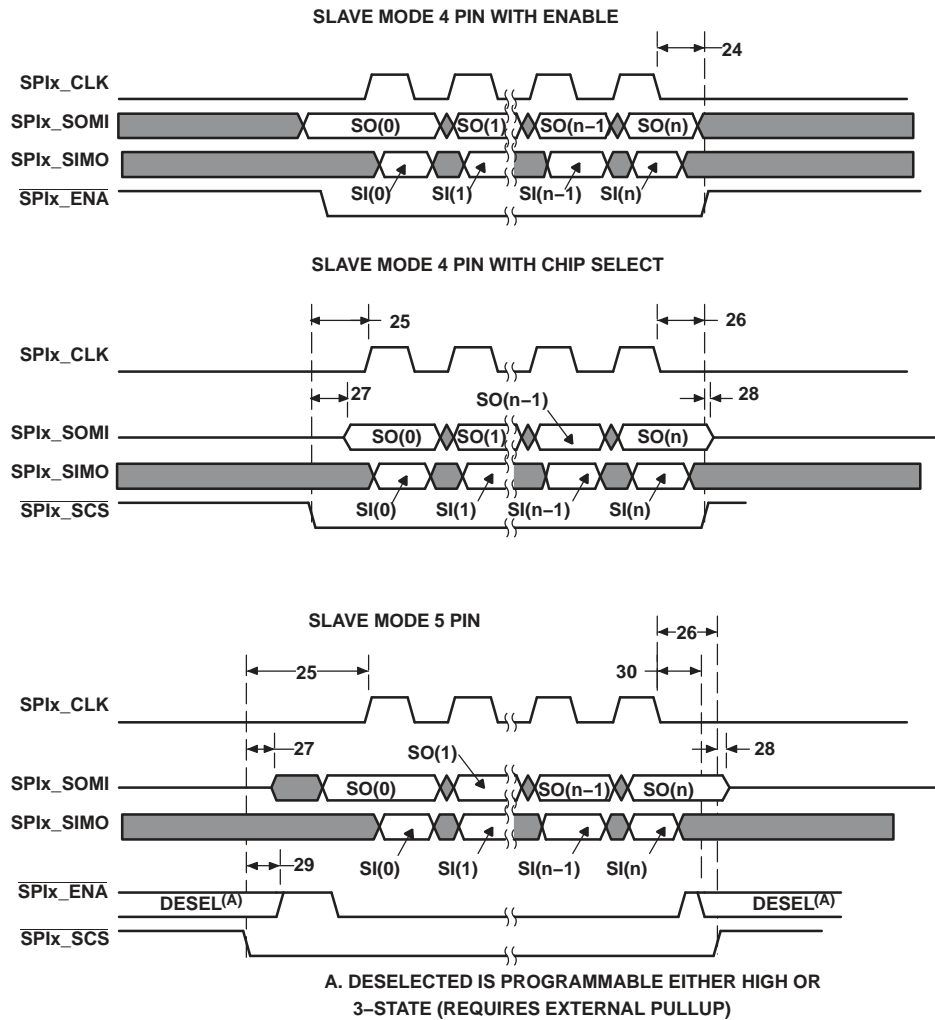 SLAVE MODE 4 PIN WITH ENABLE
24
SPIx_CLK
SPIx_SOMI
SO(0)
SO(1)
SO(n–1
SO(n)
SPIx_SIMO
SI(0)
SI(1)
SI(n–1)
SI(n)
SPIx_ENA
SLAVE MODE 4 PIN WITH CHIP SELECT
25
26
SPIx_CLK
27
SO(n–1)
28
SPIx_SOMI
SO(0)
SO(1)
SO(n)
SPIx_SIMO
SPIx_SCS
SI(0)
SI(1)
SI(n–1)
SI(n)
SLAVE MODE 5 PIN
26
25
30
SPIx_CLK
27
SO(1)
28
SPIx_SOMI
SO(0)
SO(n–1)
SO(n)
SPIx_SIMO
29
SI(0)
SI(1)
SI(n–1)
SI(n)
SPIx_ENA
DESEL(A)
DESEL(A)
SPIx_SCS
A. DESELECTED IS PROGRAMMABLE EITHER HIGH OR
3–STATE (REQUIRES EXTERNAL PULLUP)